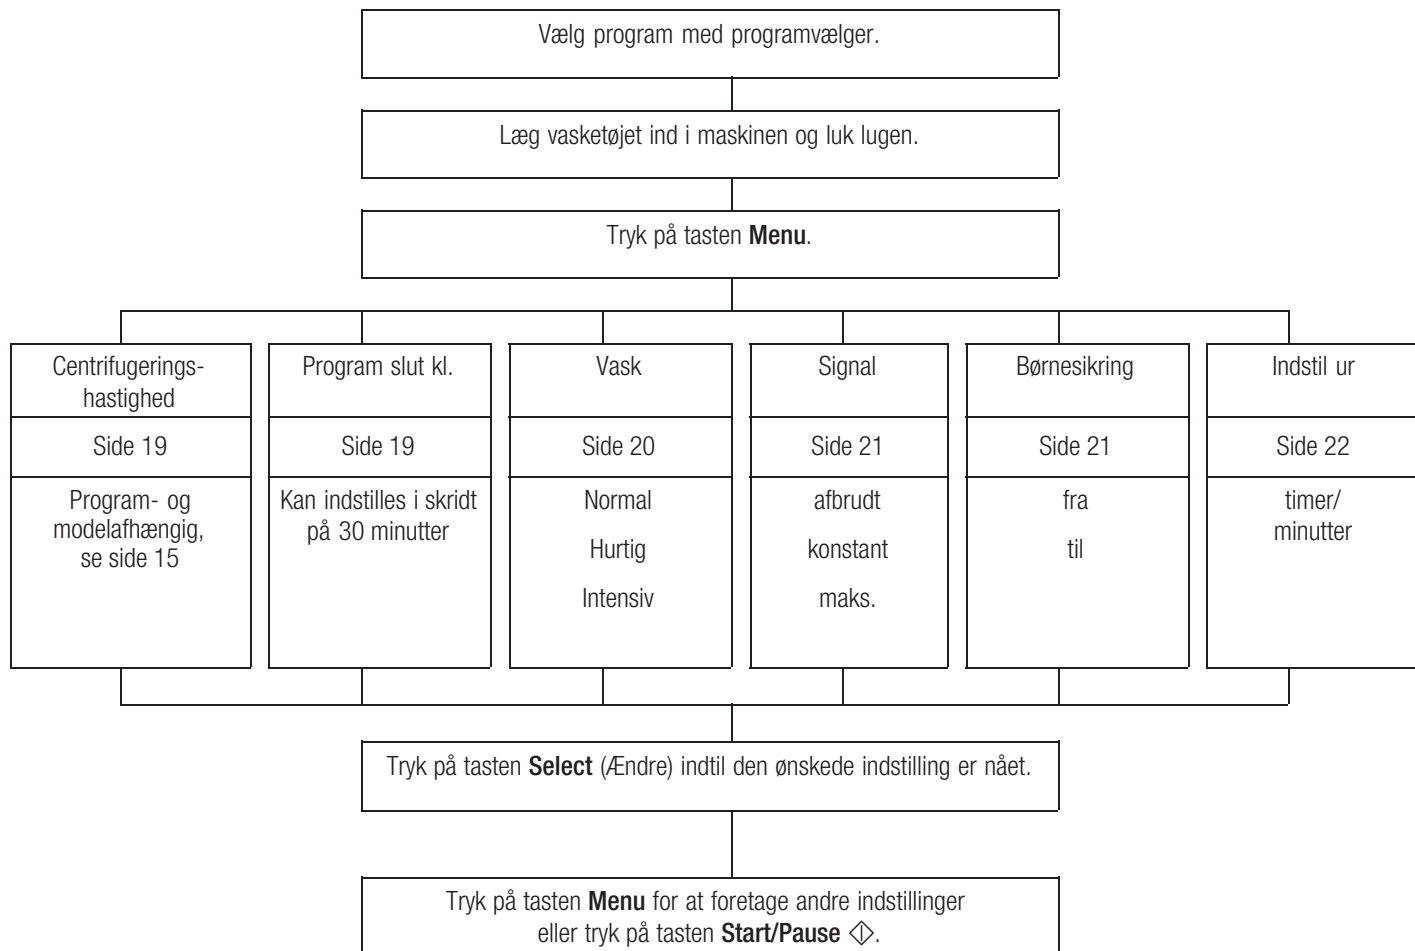 Vælg program med programvælger.
Læg vasketøjet ind i maskinen og luk lugen.
Tryk på tasten Menu.
Centrifugerings-
hastighed
Side 19
Program- og
modelafhængig,
se side 15
Program slut kl.
Side 19
Kan indstilles i skridt
på 30 minutter
Vask
Side 20
Normal
Hurtig
Intensiv
Signal
Side 21
afbrudt
konstant
maks.
Børnesikring
Side 21
fra
til
Indstil ur
Side 22
timer/
minutter
Tryk på tasten Select (Ændre) indtil den ønskede indstilling er nået.
Tryk på tasten Menu for at foretage andre indstillinger
eller tryk på tasten Start/Pause.